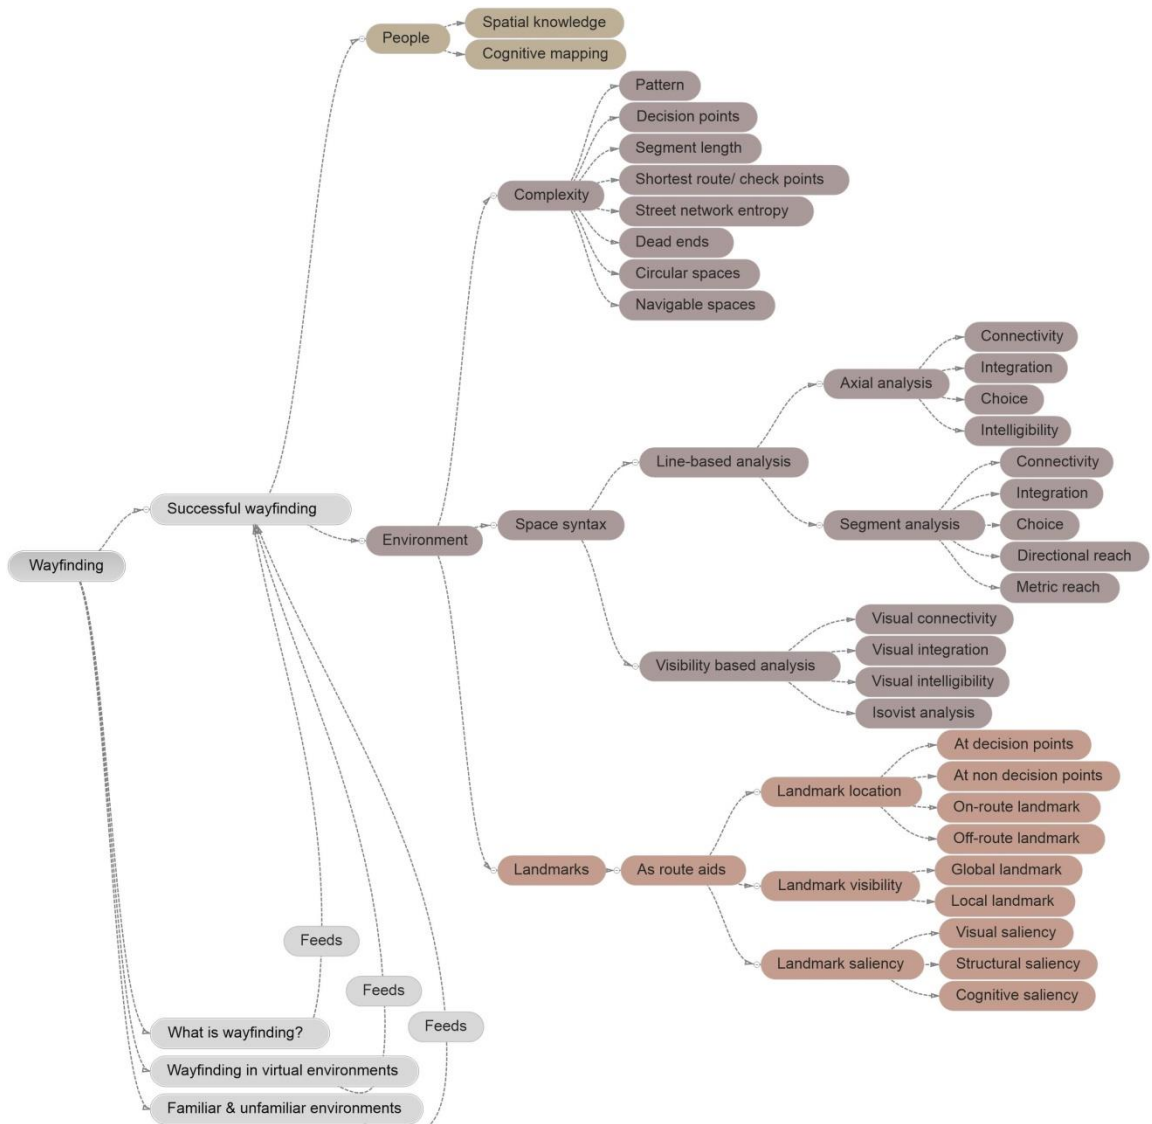 People
Spatial knowledge
Cognitive mapping
Pattern
Decision points
Segment length
Complexity
Shortest route/ check points
Street network entropy
Dead ends
Circular spaces
Navigable spaces
Connectivity
Integration
Axial analysis
Choice
Intelligibility
Line-based analysis
Connectivity
Integration
Successful wayfinding
Space syntax
Segment analysis
Choice
Environment
Directional reach
Wayfinding
Metric reach
Visual connectivity
Visual integration
Visibility based analysis
Visual intelligibility
Isovist analysis
At decision points
At non decision points
Landmark location
On-route landmark
Off-route landmark
Landmarks
As route aids
Global landmark
Landmark visibility
Local landmark
Visual saliency
Feeds
Landmark saliency
Structural saliency
Feeds
Cognitive saliency
Feeds
What is wayfinding?
Wayfinding in virtual environments
Familiar & unfamiliar environments